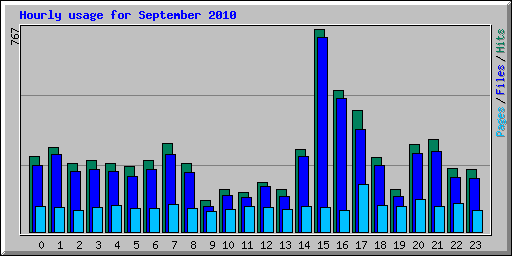 Hourly usage for September 2010
767
Pages / Files / Hits
0 1 2 3 4 5 6 7 8 9 10 11 12 13 14 15 16 17 18 19 20 21 22 23